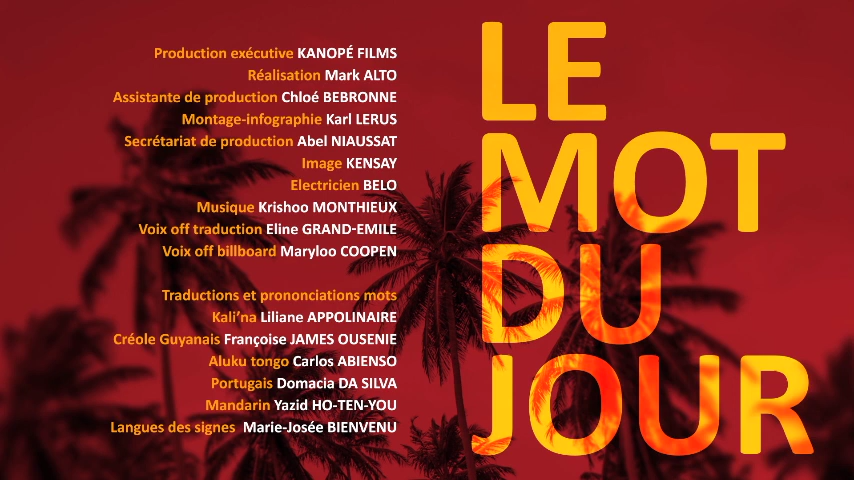 Production exécutive KANOPÉ FILMS
Réalisation Mark ALTO
Assistante de production Chloé BEBRONNE
Montage-infographie Karl LERUS
Secrétariat de production Abel NIAUSSAT
Image KENSAY
Electricien BELO
Musique Krishoo MONTHIEUX
Voix off traduction Eline GRAND-EMILE
Voix off billboard Maryloo COOPEN
Traductions et prononciations mots
Kali’na Liliane APPOLINAIRE
Créole Guyanais Françoise JAMES OUSENIE
Aluku tongo Carlos ABIENSO
Portugais Domacia DA SILVA
Mandarin Yazid HO-TEN-YOU
Langues des signes Marie-Josée BIENVENU
LE
MOT
DU
JOUR